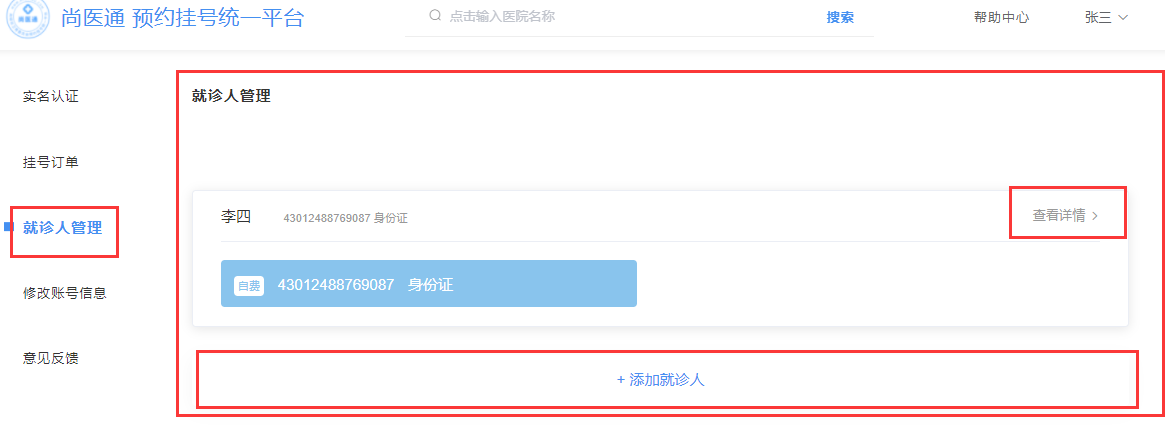 尚医通
尚医通 预约挂号统一平台
点击输入医院名称
搜索
帮助中心
张三
实名认证
挂号订单
就诊人管理
修改账号信息
意见反馈
就诊人管理
李四 43012488769087 身份证
查看详情
自费 43012488769087 身份证
+ 添加就诊人